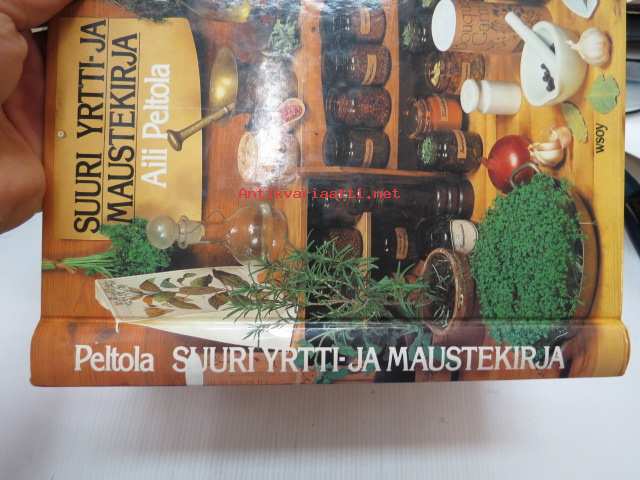 SUURI YRTTI- JA
MAUSTEKIRJA
Aili Peltola
wsoy
Antikvariaatti.net
Peltola SUURI YRTTI- JA MAUSTEKIRJA